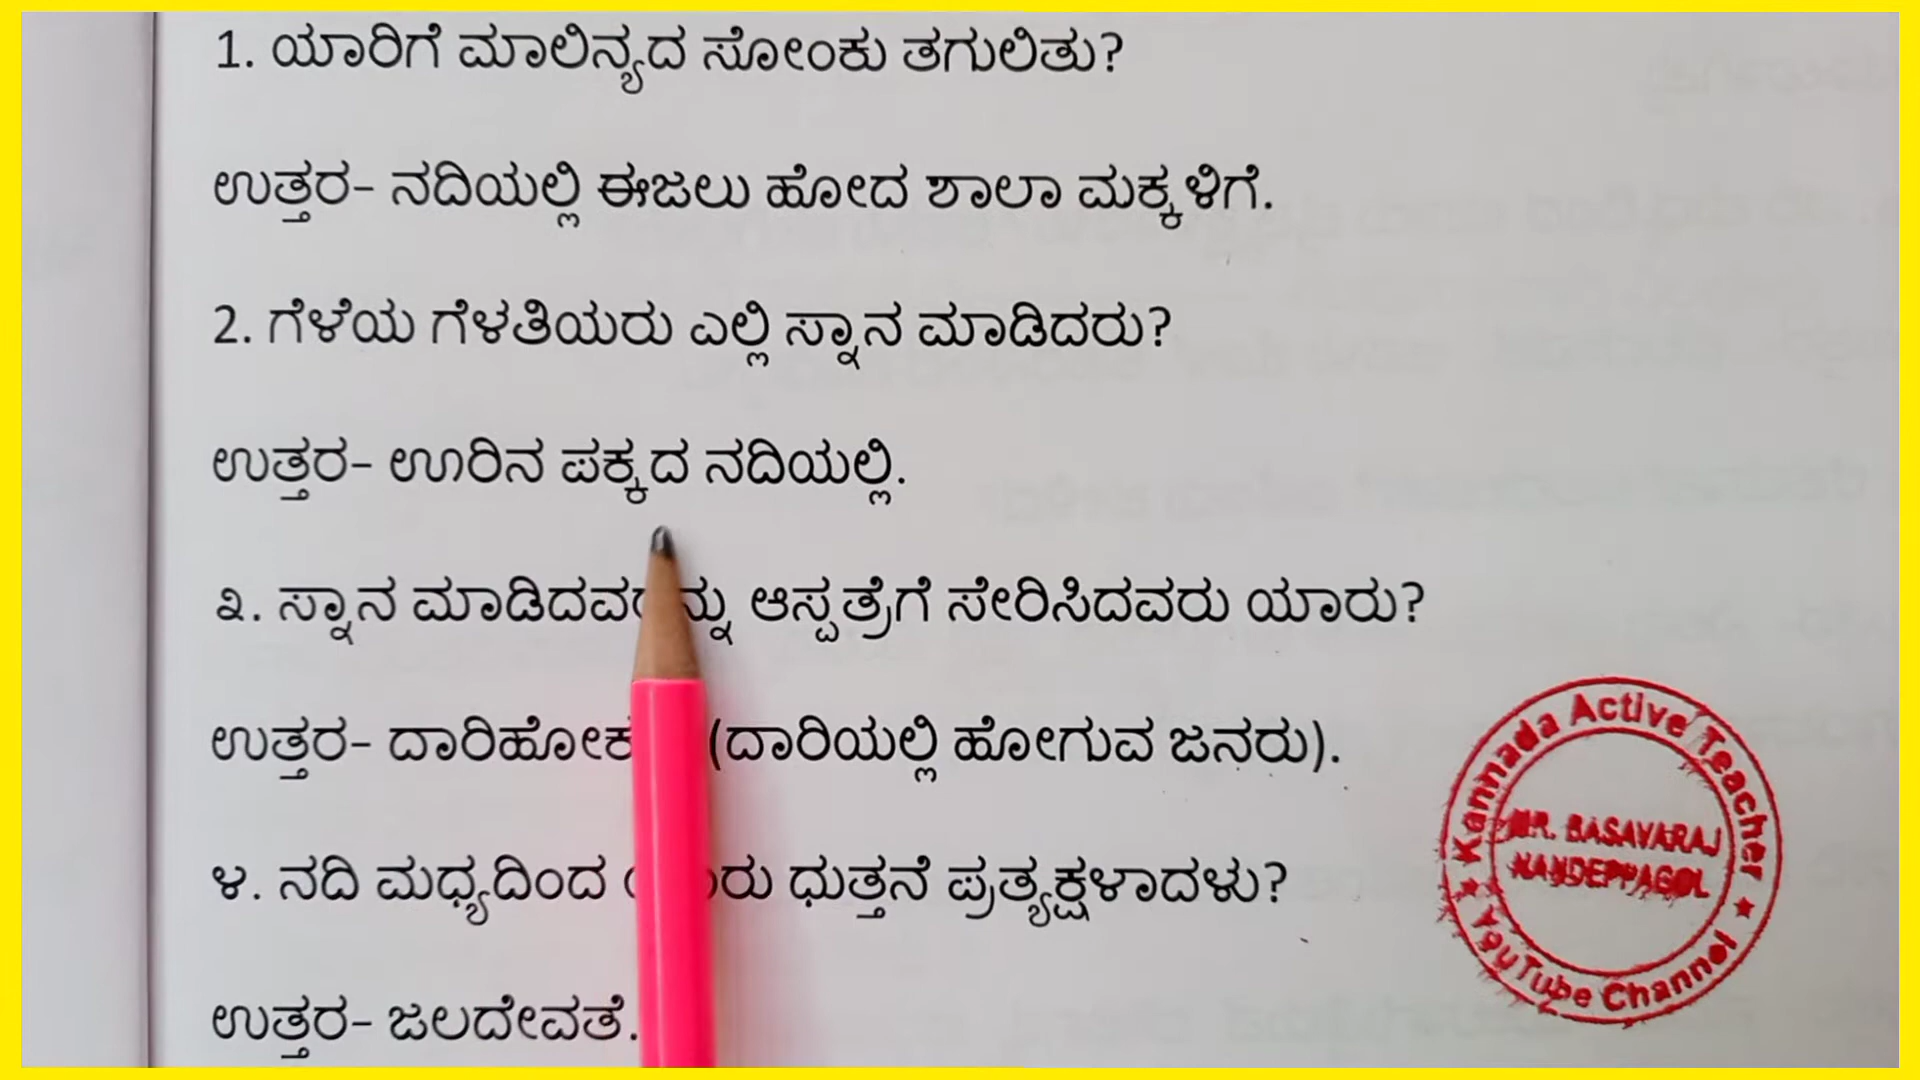 1. ಯಾರಿಗೆ ಮಾಲಿನ್ಯದ ಸೋಂಕು ತಗುಲಿತು?
ಉತ್ತರ- ನದಿಯಲ್ಲಿ ಈಜಲು ಹೋದ ಶಾಲಾ ಮಕ್ಕಳಿಗೆ.
2. ಗೆಳೆಯ ಗೆಳತಿಯರು ಎಲ್ಲಿ ಸ್ನಾನ ಮಾಡಿದರು?
ಉತ್ತರ- ಊರಿನ ಪಕ್ಕದ ನದಿಯಲ್ಲಿ.
೩. ಸ್ನಾನ ಮಾಡಿದವರನ್ನು ಆಸ್ಪತ್ರೆಗೆ ಸೇರಿಸಿದವರು ಯಾರು?
ಉತ್ತರ- (ದಾರಿಯಲ್ಲಿ ಹೋಗುವ ಜನರು).
೪. ನದಿ ಮಧ್ಯದಿಂದ ಧುತ್ತನೆ ಪ್ರತ್ಯಕ್ಷಳಾದಳು?
ಉತ್ತರ- ಜಲದೇವತೆ.
Kannada Active Teacher
MR. BASAVARAJ
NANDEPPAGOL
★ YouTube Channel ★